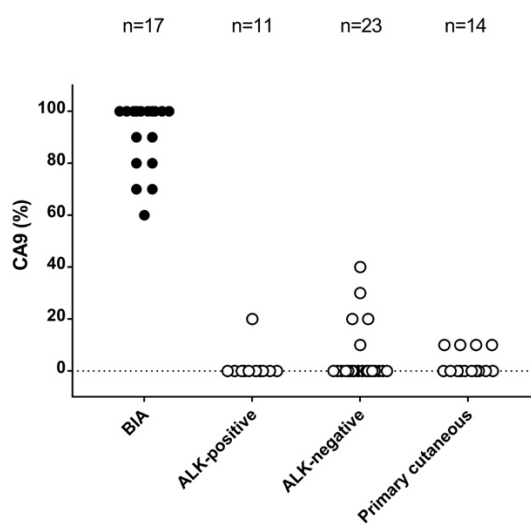 n=17 n=11 n=23 n=14
CA9 (%)
100
80
60
40
20
0
BIA
ALK-positive
ALK-negative
Primary cutaneous